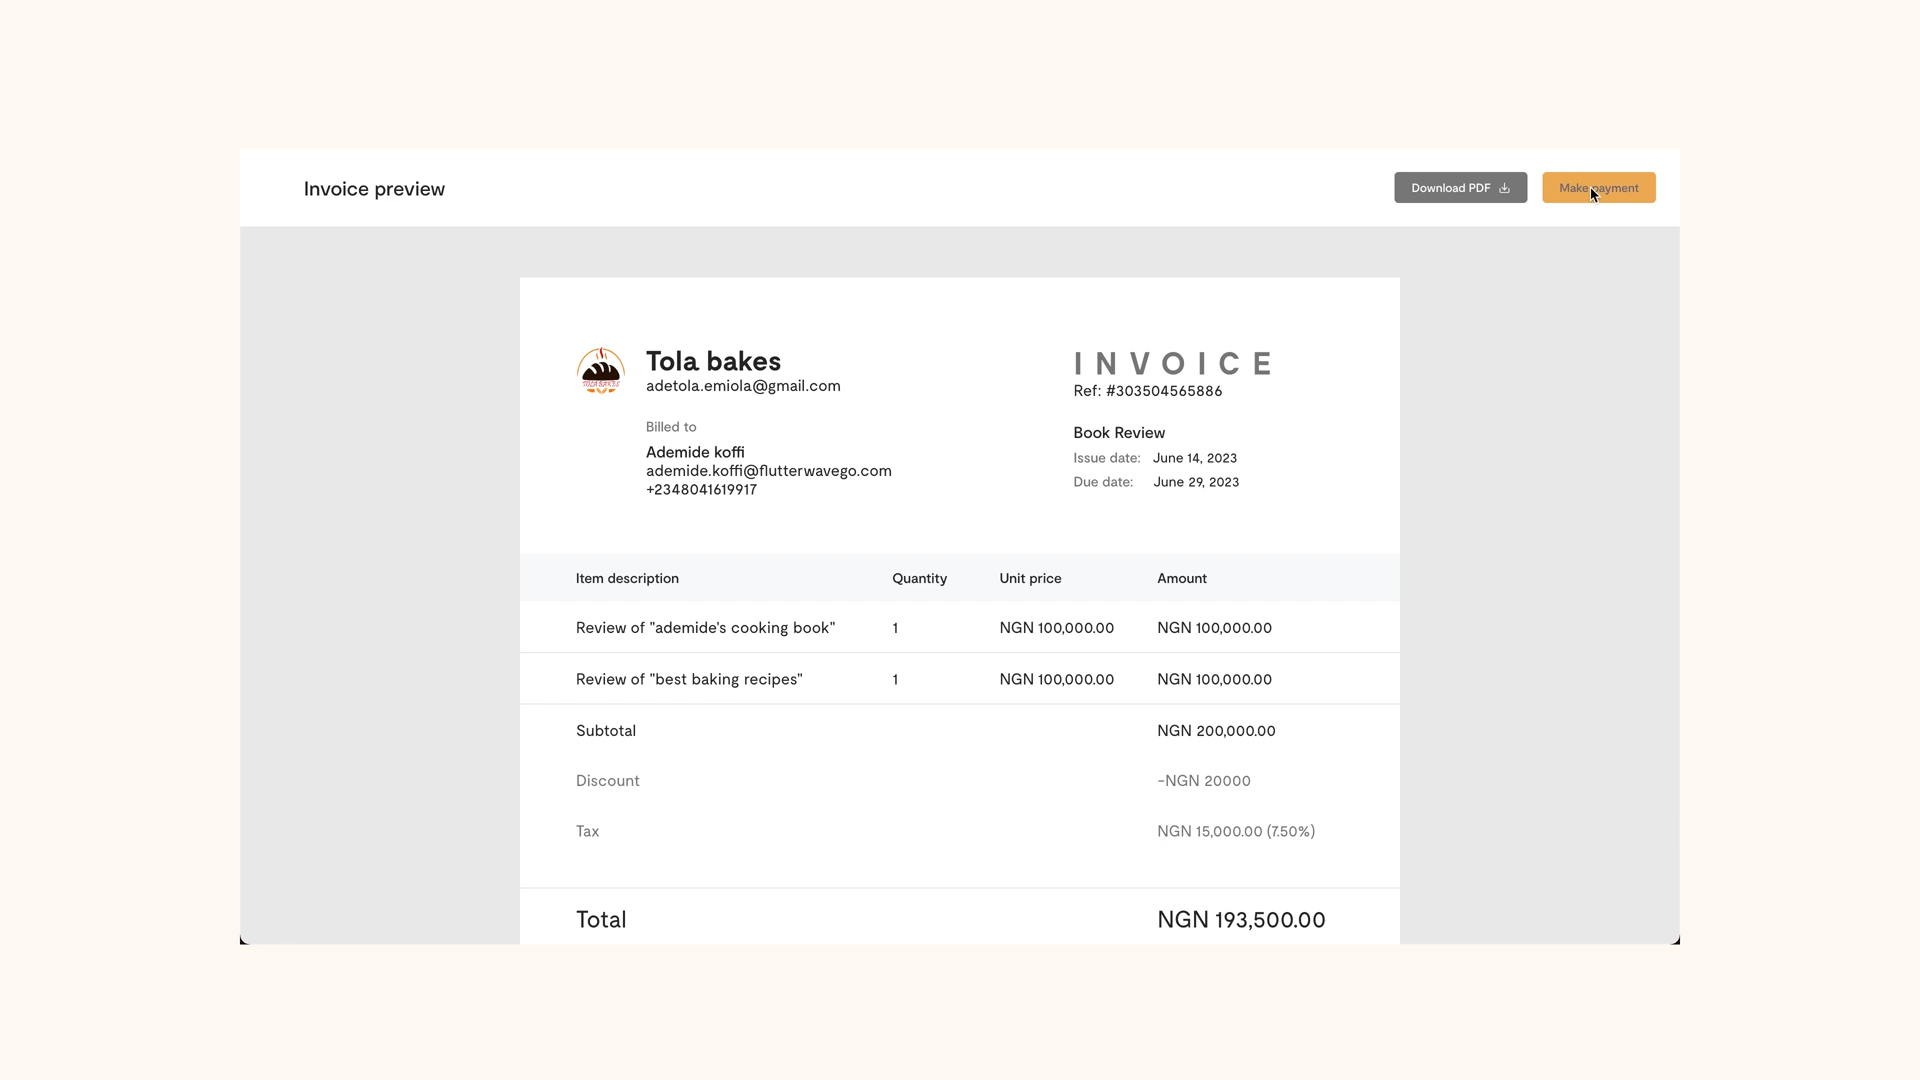 Invoice preview
Download PDF
Make payment
Tola bakes
adetola.emiola@gmail.com
TOLA BAKES
Billed to
Ademide koffi
ademide.koffi@flutterwavego.com
+2348041619917
INVOICE
Ref: #303504565886
Book Review
Issue date: June 14, 2023
Due date: June 29, 2023
Item description Quantity Unit price Amount
Review of "ademide's cooking book" 1 NGN 100,000.00 NGN 100,000.00
Review of "best baking recipes" 1 NGN 100,000.00 NGN 100,000.00
Subtotal NGN 200,000.00
Discount -NGN 20000
Tax NGN 15,000.00 (7.50%)
Total NGN 193,500.00